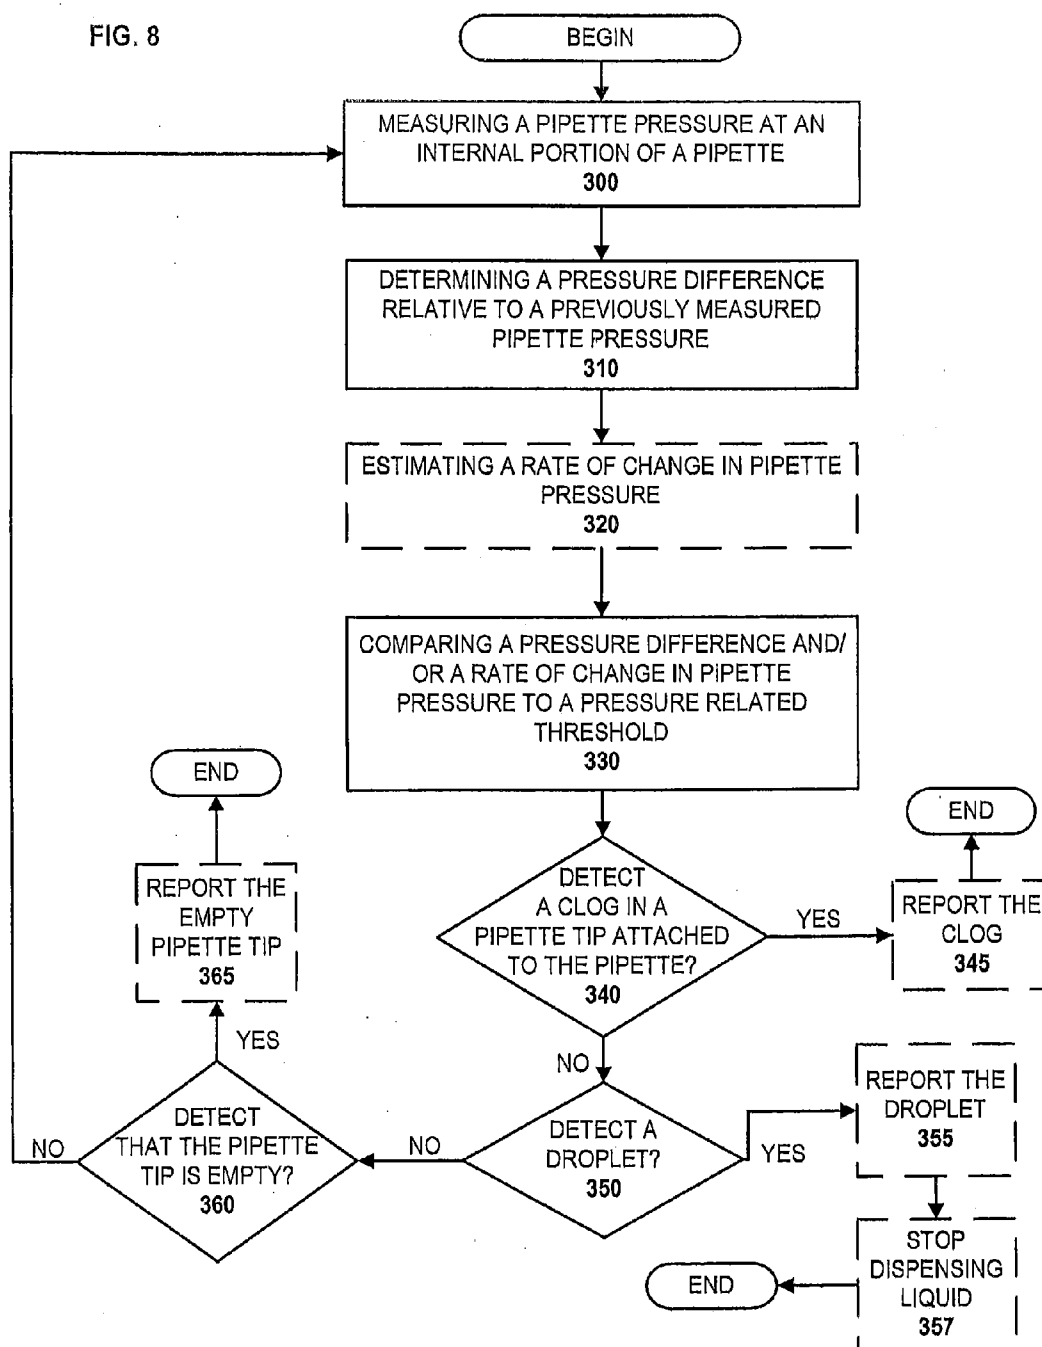 FIG. 8
BEGIN
MEASURING A PIPETTE PRESSURE AT AN
INTERNAL PORTION OF A PIPETTE
300
DETERMINING A PRESSURE DIFFERENCE
RELATIVE TO A PREVIOUSLY MEASURED
PIPETTE PRESSURE
310
ESTIMATING A RATE OF CHANGE IN PIPETTE
PRESSURE
320
COMPARING A PRESSURE DIFFERENCE AND/
OR A RATE OF CHANGE IN PIPETTE
PRESSURE TO A PRESSURE RELATED
THRESHOLD
330
DETECT
A CLOG IN A
PIPETTE TIP ATTACHED
TO THE PIPETTE?
340
YES
REPORT THE
CLOG
345
END
NO
DETECT A
DROPLET?
350
YES
REPORT THE
DROPLET
355
STOP
DISPENSING
LIQUID
357
END
NO
DETECT
THAT THE PIPETTE
TIP IS EMPTY?
360
YES
REPORT THE
EMPTY
PIPETTE TIP
365
END
NO